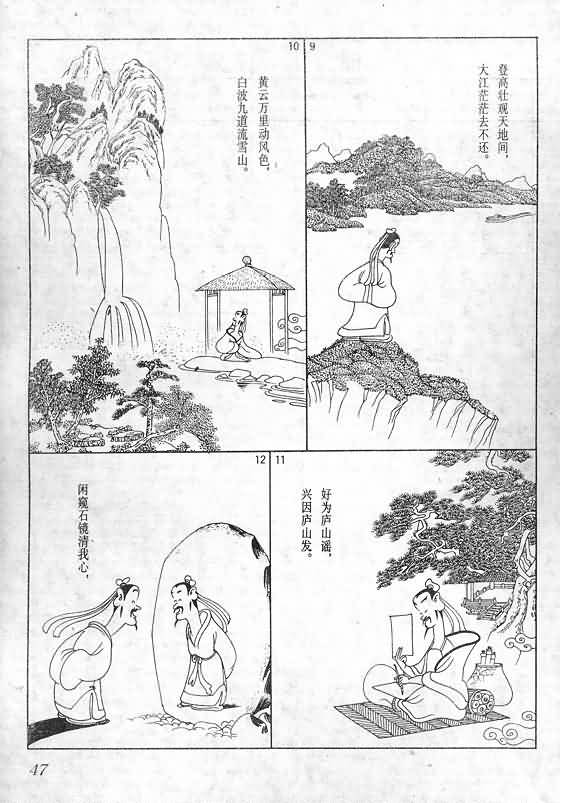 9
登高壮观天地间，
大江茫茫去不还。
10
黄云万里动风色，
白波九道流雪山。
11
好为庐山谣，
兴因庐山发。
12
闲窥石镜清我心，
47